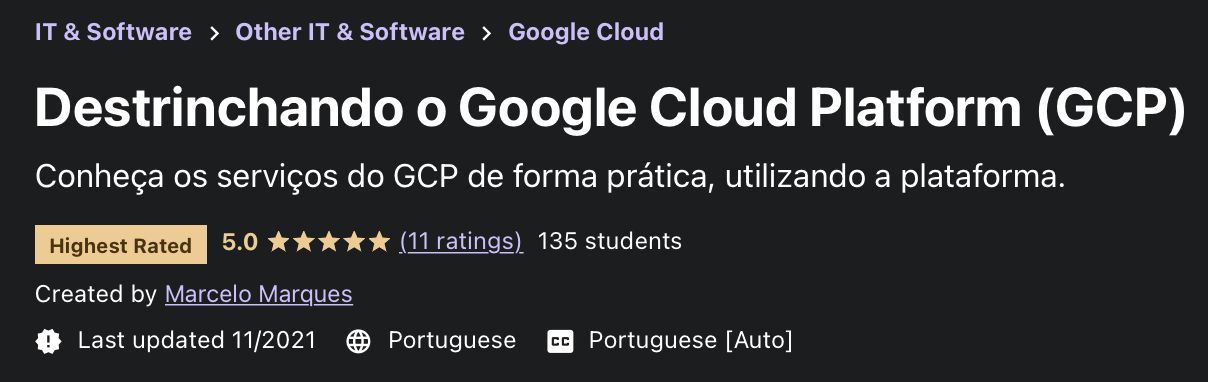 IT & Software > Other IT & Software > Google Cloud
Destrinchando o Google Cloud Platform (GCP)
Conheça os serviços do GCP de forma prática, utilizando a plataforma.
Highest Rated 5.0 (11 ratings) 135 students
Created by Marcelo Marques
Last updated 11/2021 Portuguese CC Portuguese [Auto]